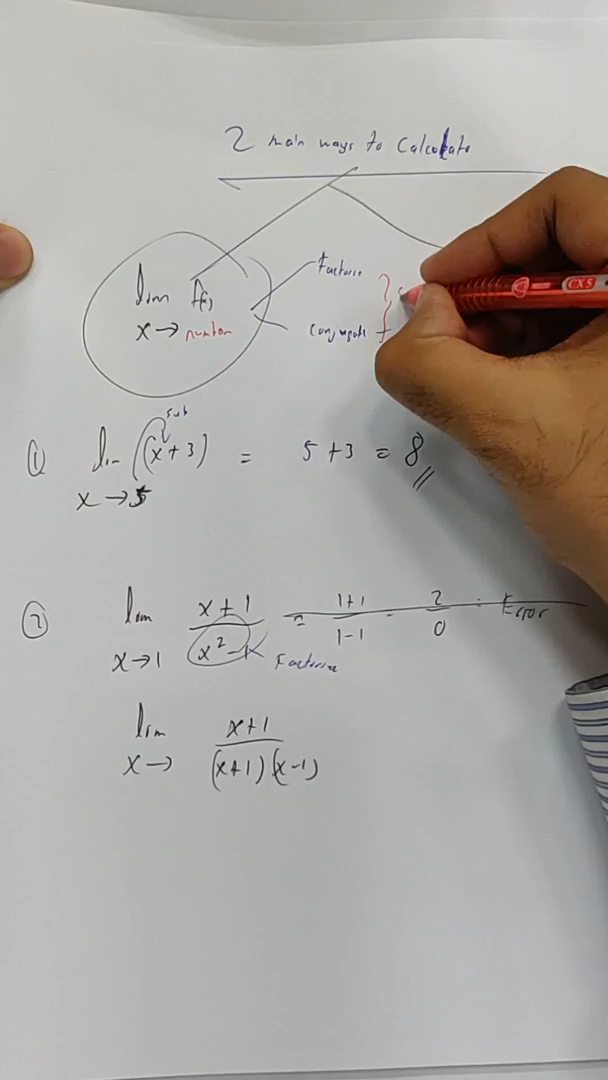 2 main ways to Calculate
lim f(x)
x → number
Factorise
Conjugate
sub
① lim (x+3) = 5+3 = 8
x → 5
② lim x+1 / x² - 1 = 1+1 / 1-1 = 2 / 0 = Error
x → 1
Factorise
lim x+1 / (x+1)(x-1)
x →
CX5